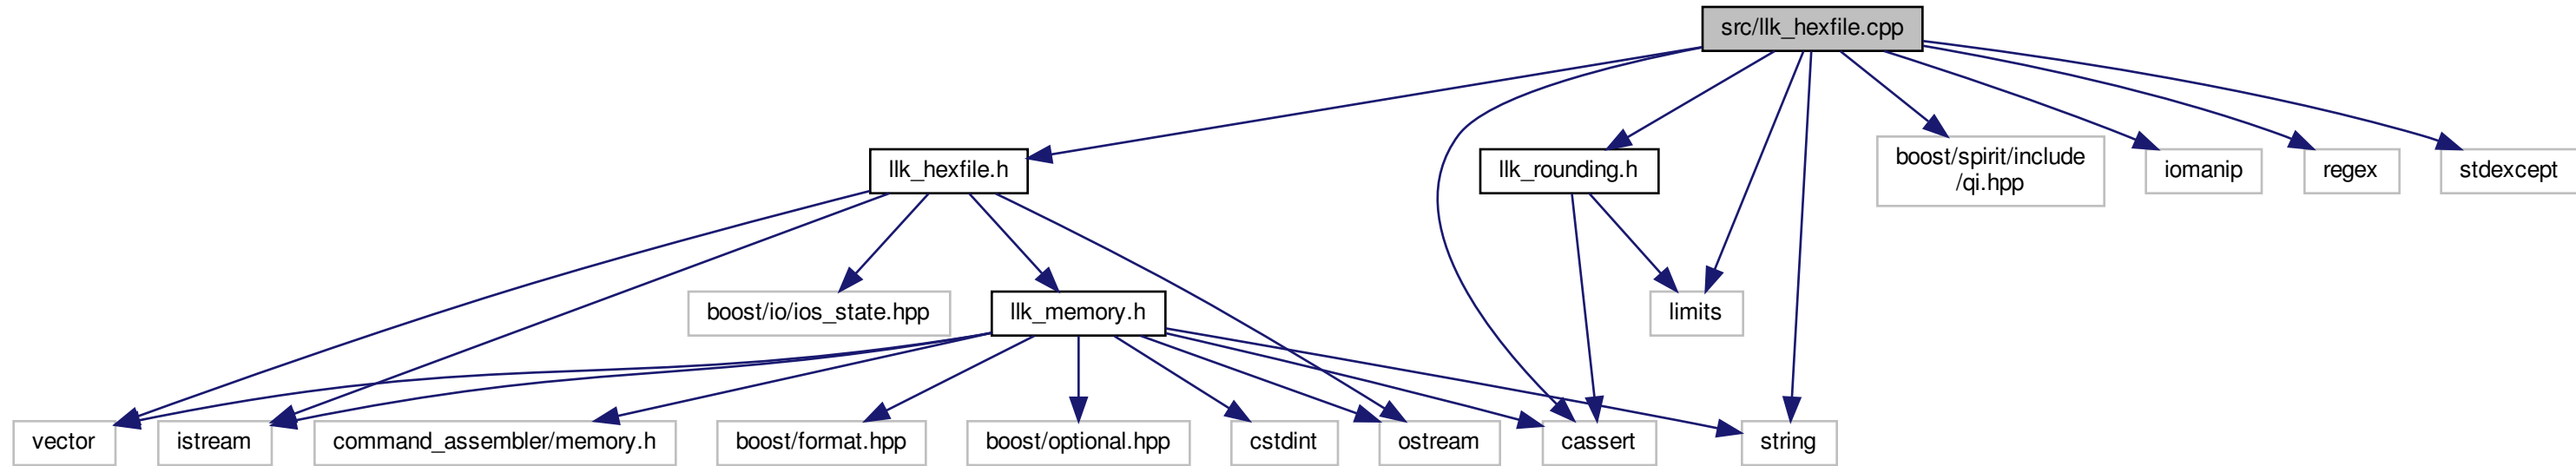 src/llk_hexfile.cpp
llk_hexfile.h
llk_rounding.h
boost/spirit/include
/qi.hpp
iomanip
regex
stdexcept
boost/io/ios_state.hpp
llk_memory.h
limits
vector
istream
command_assembler/memory.h
boost/format.hpp
boost/optional.hpp
cstdint
ostream
cassert
string